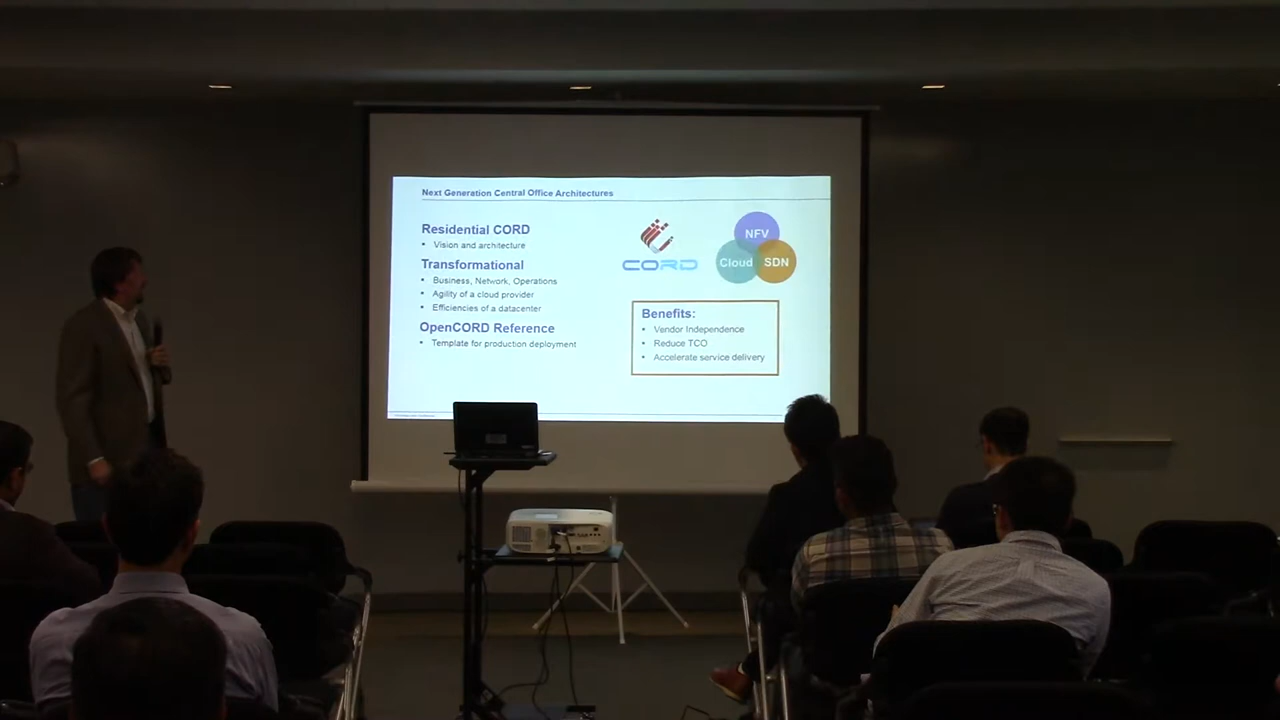 Next Generation Central Office Architectures
Residential CORD
• Vision and architecture
Transformational
• Business, Network, Operations
• Agility of a cloud provider
• Efficiencies of a datacenter
OpenCORD Reference
• Template for production deployment
CORD
NFV
Cloud
SDN
Benefits:
• Vendor Independence
• Reduce TCO
• Accelerate service delivery